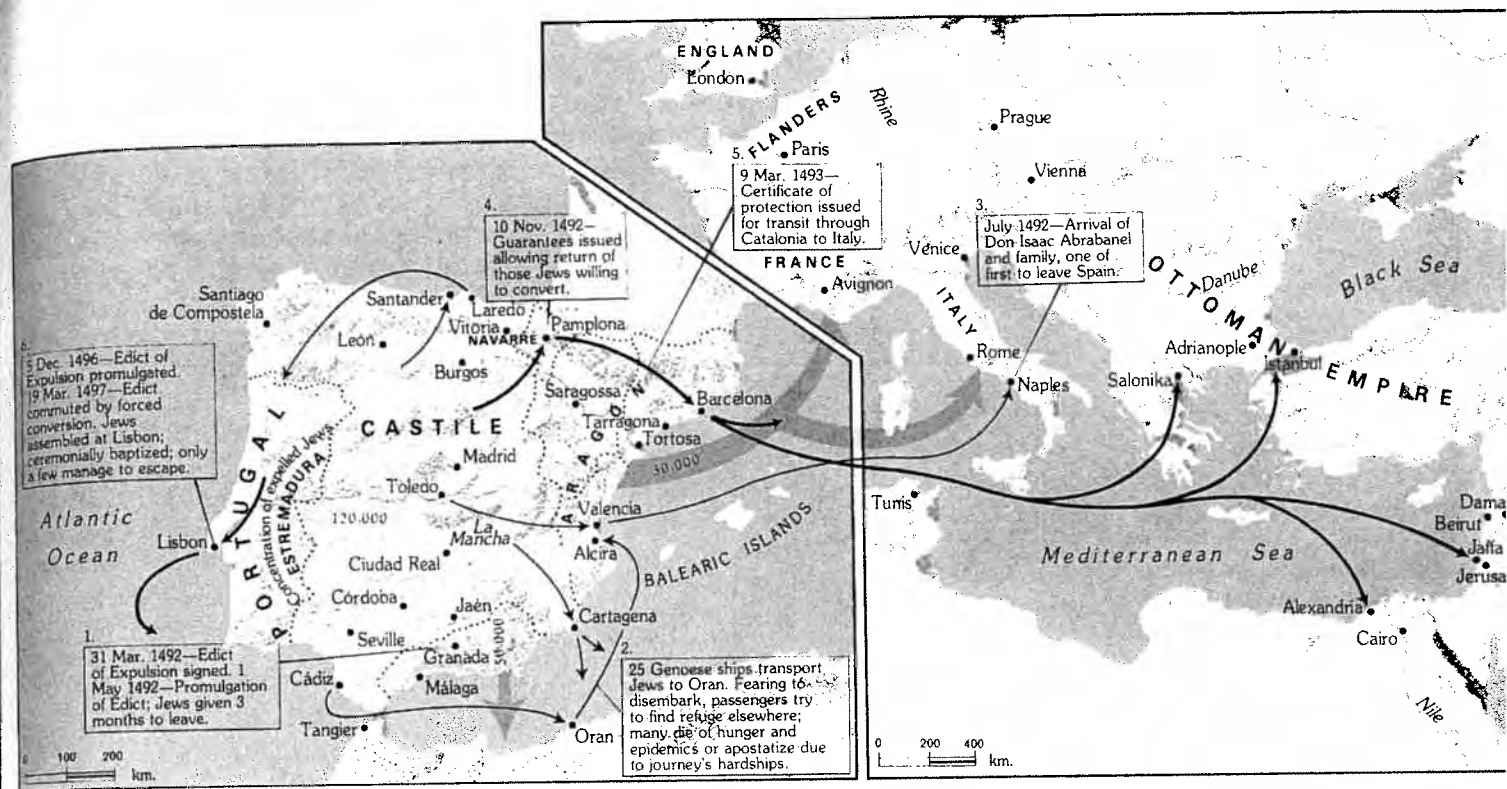 ENGLAND
London
FLANDERS
Rhine
Prague
Paris
Vienna
5.
9 Mar. 1493—
Certificate of
protection issued
for transit through
Catalonia to Italy.
4.
10 Nov. 1492—
Guarantees issued
allowing return of
those Jews willing
to convert.
3.
July 1492—Arrival of
Don Isaac Abrabanel
and family, one of
first to leave Spain.
Venice
FRANCE
Avignon
ITALY
OTTOMAN EMPIRE
Danube
Black Sea
Santiago
de Compostela
Santander
Laredo
Vitoria
NAVARRE
Pamplona
León
Burgos
Rome
Naples
Adrianople
Istanbul
Salonika
6.
5 Dec. 1496—Edict of
Expulsion promulgated.
19 Mar. 1497—Edict
commuted by forced
conversion. Jews
assembled at Lisbon;
ceremonially baptized; only
a few manage to escape.
PORTUGAL
Concentration of expelled Jews
ESTREMADURA
CASTILE
ARAGON
Saragossa
Barcelona
Tarragona
Tortosa
30.000
Madrid
Toledo
120.000
Valencia
La
Mancha
Alcira
BALEARIC ISLANDS
Tunis
Atlantic
Ocean
Lisbon
Ciudad Real
Mediterranean Sea
Dama
Beirut
Jaffa
Jerusa
Córdoba
Jaén
Cartagena
Seville
Granada
50.000
Alexandria
Cairo
Nile
1.
31 Mar. 1492—Edict
of Expulsion signed. 1
May 1492—Promulgation
of Edict; Jews given 3
months to leave.
Cádiz
Málaga
Tangier
Oran
2.
25 Genoese ships transport
Jews to Oran. Fearing to
disembark, passengers try
to find refuge elsewhere;
many die of hunger and
epidemics or apostatize due
to journey's hardships.
0 100 200
km.
0 200 400
km.